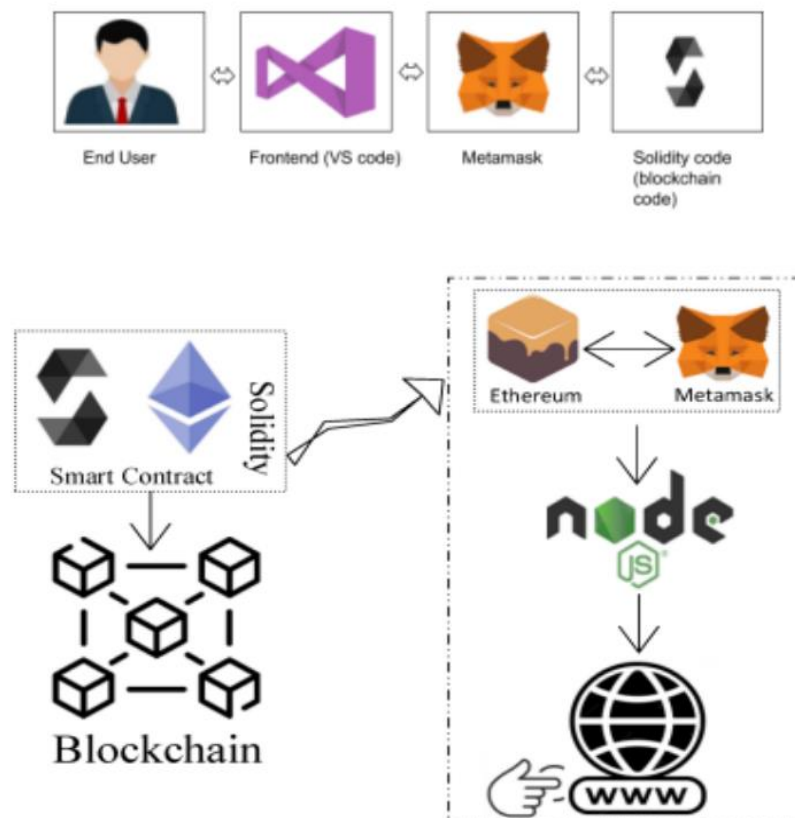 End User
Frontend (VS code)
Metamask
Solidity code
(blockchain
code)
Solidity
Smart Contract
Blockchain
Ethereum
Metamask
node
JS
www